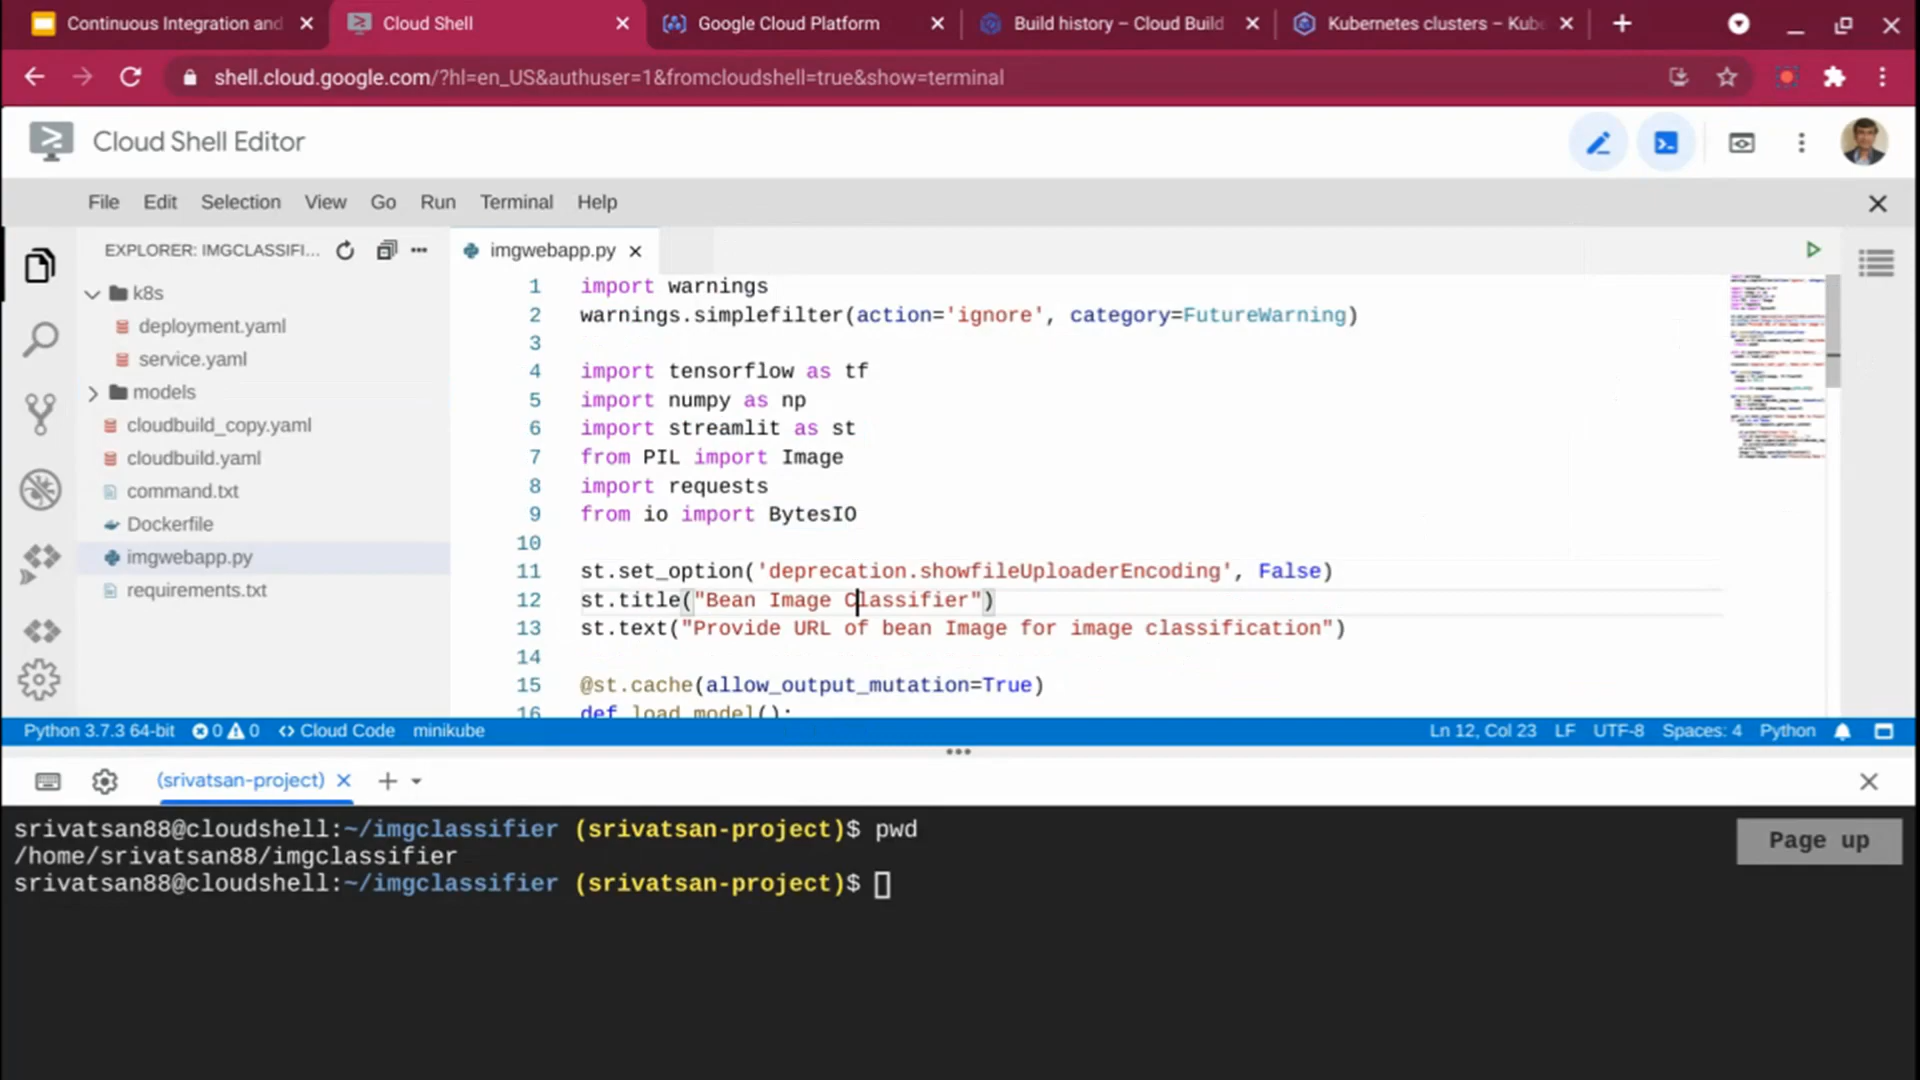 Continuous Integration and
Cloud Shell
Google Cloud Platform
Build history – Cloud Build
Kubernetes clusters – Kube
shell.cloud.google.com/?hl=en_US&authuser=1&fromcloudshell=true&show=terminal
Cloud Shell Editor
File Edit Selection View Go Run Terminal Help
EXPLORER: IMGCLASSIFI...
k8s
deployment.yaml
service.yaml
models
cloudbuild_copy.yaml
cloudbuild.yaml
command.txt
Dockerfile
imgwebapp.py
requirements.txt
imgwebapp.py
1 import warnings
2 warnings.simplefilter(action='ignore', category=FutureWarning)
3
4 import tensorflow as tf
5 import numpy as np
6 import streamlit as st
7 from PIL import Image
8 import requests
9 from io import BytesIO
10
11 st.set_option('deprecation.showfileUploaderEncoding', False)
12 st.title("Bean Image Classifier")
13 st.text("Provide URL of bean Image for image classification")
14
15 @st.cache(allow_output_mutation=True)
16 def load_model():
Python 3.7.3 64-bit 0 0 <> Cloud Code minikube Ln 12, Col 23 LF UTF-8 Spaces: 4 Python
(srivatsan-project)
srivatsan88@cloudshell:~/imgclassifier (srivatsan-project)$ pwd
/home/srivatsan88/imgclassifier
srivatsan88@cloudshell:~/imgclassifier (srivatsan-project)$
Page up